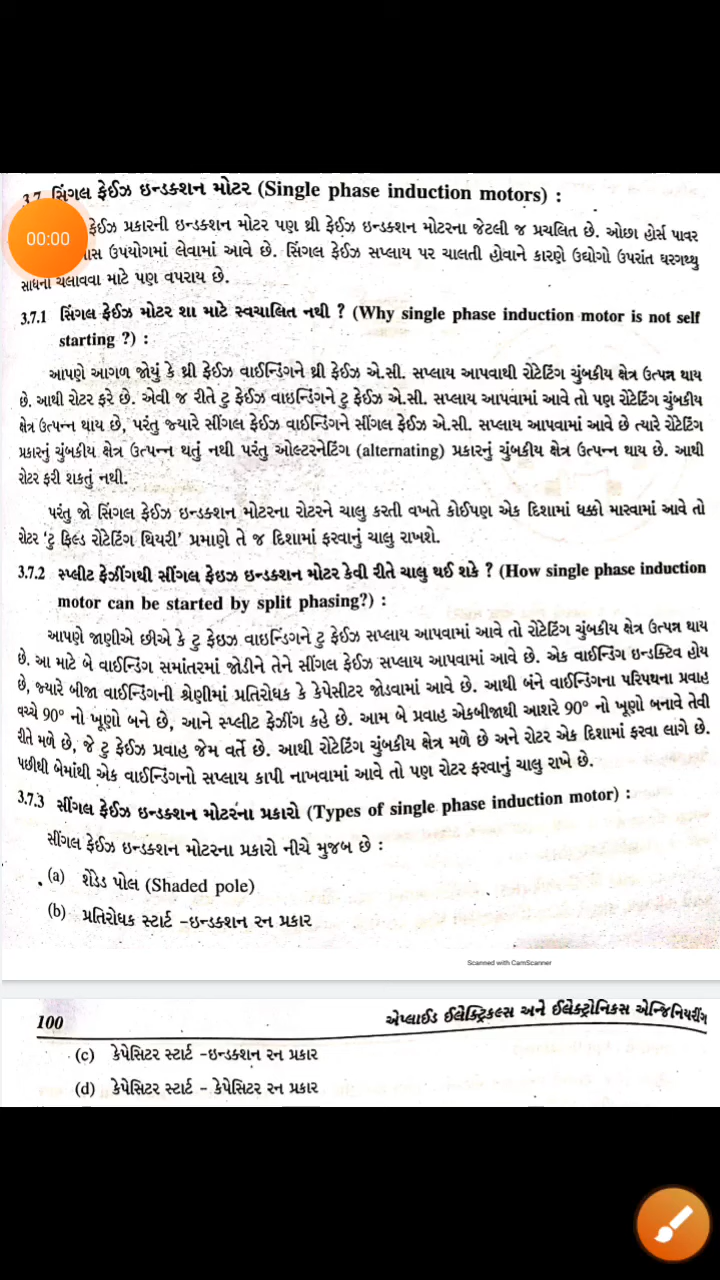 3.7 સિંગલ ફેઈઝ ઇન્ડક્શન મોટર (Single phase induction motors) :
00:00
ફેઈઝ પ્રકારની ઇન્ડક્શન મોટર પણ થ્રી ફેઈઝ ઇન્ડક્શન મોટરના જેટલી જ પ્રચલિત છે. ઓછા હોર્સ પાવર
ઉપયોગમાં લેવામાં આવે છે. સિંગલ ફેઈઝ સપ્લાય પર ચાલતી હોવાને કારણે ઉદ્યોગો ઉપરાંત ઘરગથ્થુ
સાધનો ચલાવવા માટે પણ વપરાય છે.
3.7.1 સિંગલ ફેઈઝ મોટર શા માટે સ્વચાલિત નથી ? (Why single phase induction motor is not self
starting ?) :
આપણે આગળ જોયું કે થ્રી ફેઈઝ વાઈન્ડિંગને થ્રી ફેઈઝ એ.સી. સપ્લાય આપવાથી રોટેટિંગ ચુંબકીય ક્ષેત્ર ઉત્પન્ન થાય
છે. આથી રોટર ફરે છે. એવી જ રીતે ટુ ફેઈઝ વાઇન્ડિંગને ટુ ફેઈઝ એ.સી. સપ્લાય આપવામાં આવે તો પણ રોટેટિંગ ચુંબકીય
ક્ષેત્ર ઉત્પન્ન થાય છે, પરંતુ જ્યારે સીંગલ ફેઈઝ વાઈન્ડિંગને સીંગલ ફેઈઝ એ.સી. સપ્લાય આપવામાં આવે છે ત્યારે રોટેટિંગ
પ્રકારનું ચુંબકીય ક્ષેત્ર ઉત્પન્ન થતું નથી પરંતુ ઓલ્ટરનેટિંગ (alternating) પ્રકારનું ચુંબકીય ક્ષેત્ર ઉત્પન્ન થાય છે. આથી
રોટર ફરી શકતું નથી.
પરંતુ જો સિંગલ ફેઈઝ ઇન્ડક્શન મોટરના રોટરને ચાલુ કરતી વખતે કોઈપણ એક દિશામાં ધક્કો મારવામાં આવે તો
રોટર ‘ટુ ફિલ્ડ રોટેટિંગ થિયરી’ પ્રમાણે તે જ દિશામાં ફરવાનું ચાલુ રાખશે.
3.7.2 સ્પ્લીટ ફેઝીંગથી સીંગલ ફેઇઝ ઇન્ડક્શન મોટર કેવી રીતે ચાલુ થઈ શકે ? (How single phase induction
motor can be started by split phasing?) :
આપણે જાણીએ છીએ કે ટુ ફેઇઝ વાઇન્ડિંગને ટુ ફેઈઝ સપ્લાય આપવામાં આવે તો રોટેટિંગ ચુંબકીય ક્ષેત્ર ઉત્પન્ન થાય
છે. આ માટે બે વાઈન્ડિંગ સમાંતરમાં જોડીને તેને સીંગલ ફેઈઝ સપ્લાય આપવામાં આવે છે. એક વાઈન્ડિંગ ઇન્ડક્ટિવ હોય
છે, જ્યારે બીજા વાઈન્ડિંગની શ્રેણીમાં પ્રતિરોધક કે કેપેસીટર જોડવામાં આવે છે. આથી બંને વાઈન્ડિંગના પરિપથના પ્રવાહ
વચ્ચે 90° નો ખૂણો બને છે, આને સ્પ્લીટ ફેઝીંગ કહે છે. આમ બે પ્રવાહ એકબીજાથી આશરે 90° નો ખૂણો બનાવે તેવી
રીતે મળે છે, જે ટુ ફેઈઝ પ્રવાહ જેમ વર્તે છે. આથી રોટેટિંગ ચુંબકીય ક્ષેત્ર મળે છે અને રોટર એક દિશામાં ફરવા લાગે છે.
પછીથી બેમાંથી એક વાઈન્ડિંગનો સપ્લાય કાપી નાખવામાં આવે તો પણ રોટર ફરવાનું ચાલુ રાખે છે.
3.7.3 સીંગલ ફેઈઝ ઇન્ડક્શન મોટરના પ્રકારો (Types of single phase induction motor) :
સીંગલ ફેઈઝ ઇન્ડક્શન મોટરના પ્રકારો નીચે મુજબ છે :
(a) શેડેડ પોલ (Shaded pole)
(b) પ્રતિરોધક સ્ટાર્ટ -ઇન્ડક્શન રન પ્રકાર
Scanned with CamScanner
100 એપ્લાઈડ ઈલેક્ટ્રિકલ્સ અને ઈલેક્ટ્રોનિકસ એન્જિનિયરીંગ
(c) કેપેસિટર સ્ટાર્ટ -ઇન્ડક્શન રન પ્રકાર
(d) કેપેસિટર સ્ટાર્ટ - કેપેસિટર રન પ્રકાર